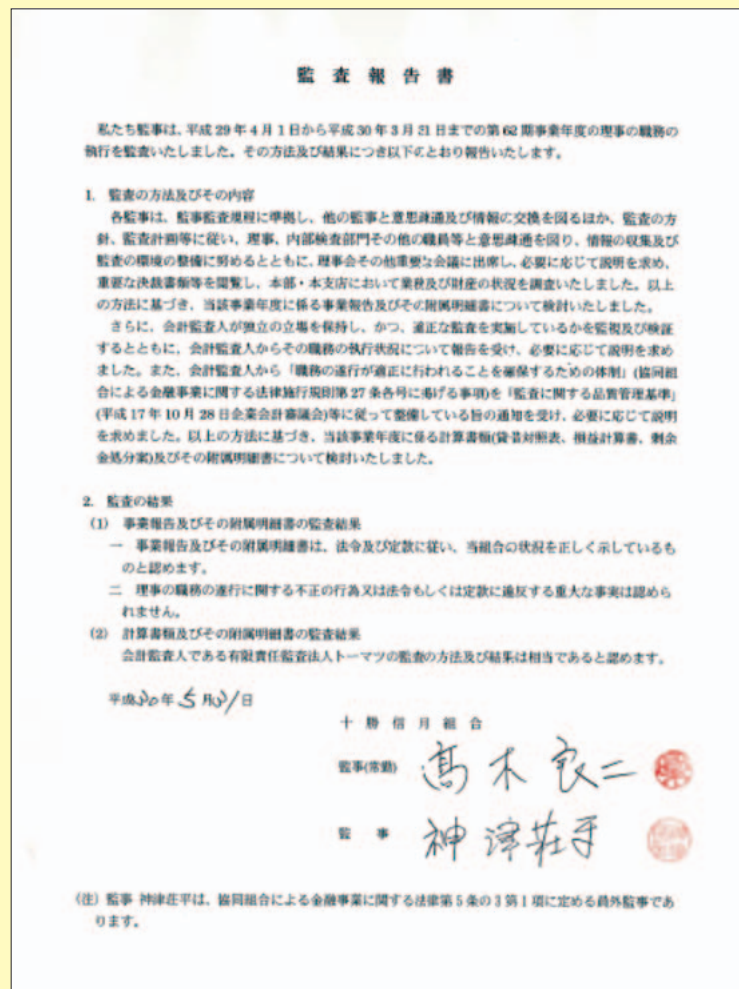 監 査 報 告 書
私たち監事は、平成 29 年 4 月 1 日から平成 30 年 3 月 31 日までの第 62 期事業年度の理事の職務の
執行を監査いたしました。その方法及び結果につき以下のとおり報告いたします。
1. 監査の方法及びその内容
各監事は、監事監査規程に準拠し、他の監事と意思疎通及び情報の交換を図るほか、監査の方
針、監査計画等に従い、理事、内部検査部門その他の職員等と意思疎通を図り、情報の収集及び
監査の環境の整備に努めるとともに、理事会その他重要な会議に出席し、必要に応じて説明を求め、
重要な決裁書類等を閲覧し、本部・本支店において業務及び財産の状況を調査いたしました。以上
の方法に基づき、当該事業年度に係る事業報告及びその附属明細書について検討いたしました。
さらに、会計監査人が独立の立場を保持し、かつ、適正な監査を実施しているかを監視及び検証
するとともに、会計監査人からその職務の執行状況について報告を受け、必要に応じて説明を求め
ました。また、会計監査人から「職務の遂行が適正に行われることを確保するための体制」(協同組
合による金融事業に関する法律施行規則第 27 条各号に掲げる事項)を「監査に関する品質管理基準」
(平成 17 年 10 月 28 日企業会計審議会)等に従って整備している旨の通知を受け、必要に応じて説明
を求めました。以上の方法に基づき、当該事業年度に係る計算書類(貸借対照表、損益計算書、剰余
金処分案)及びその附属明細書について検討いたしました。
2. 監査の結果
(1) 事業報告及びその附属明細書の監査結果
一 事業報告及びその附属明細書は、法令及び定款に従い、当組合の状況を正しく示しているも
のと認めます。
二 理事の職務の遂行に関する不正の行為又は法令もしくは定款に違反する重大な事実は認めら
れません。
(2) 計算書類及びその附属明細書の監査結果
会計監査人である有限責任監査法人トーマツの監査の方法及び結果は相当であると認めます。
平成30年 5 月31日
十 勝 信 用 組 合
監事(常勤) 髙木 良二
監 事 神津荘平
(注) 監事 神津荘平は、協同組合による金融事業に関する法律第 5 条の 3 第 1 項に定める員外監事であ
ります。